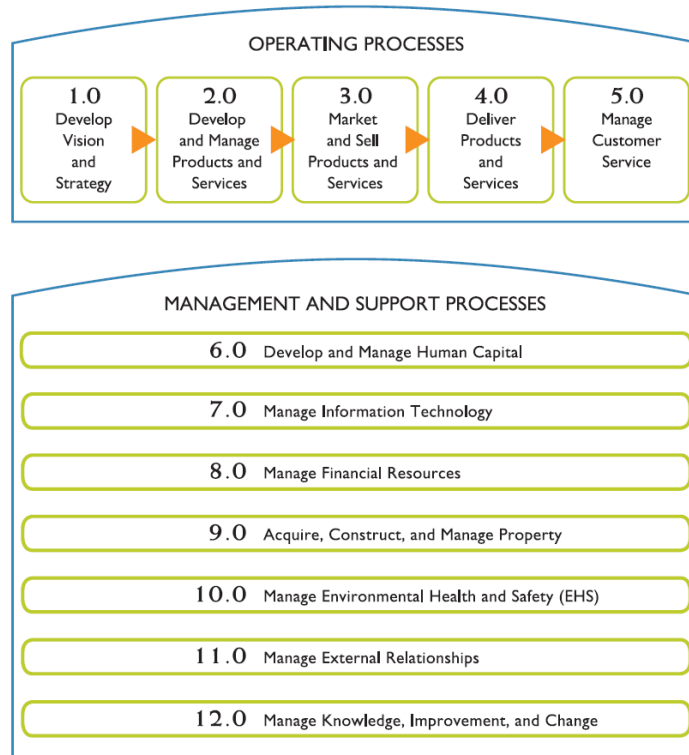 OPERATING PROCESSES
1.0
Develop
Vision
and
Strategy
2.0
Develop
and Manage
Products and
Services
3.0
Market
and Sell
Products and
Services
4.0
Deliver
Products
and
Services
5.0
Manage
Customer
Service
MANAGEMENT AND SUPPORT PROCESSES
6.0 Develop and Manage Human Capital
7.0 Manage Information Technology
8.0 Manage Financial Resources
9.0 Acquire, Construct, and Manage Property
10.0 Manage Environmental Health and Safety (EHS)
11.0 Manage External Relationships
12.0 Manage Knowledge, Improvement, and Change